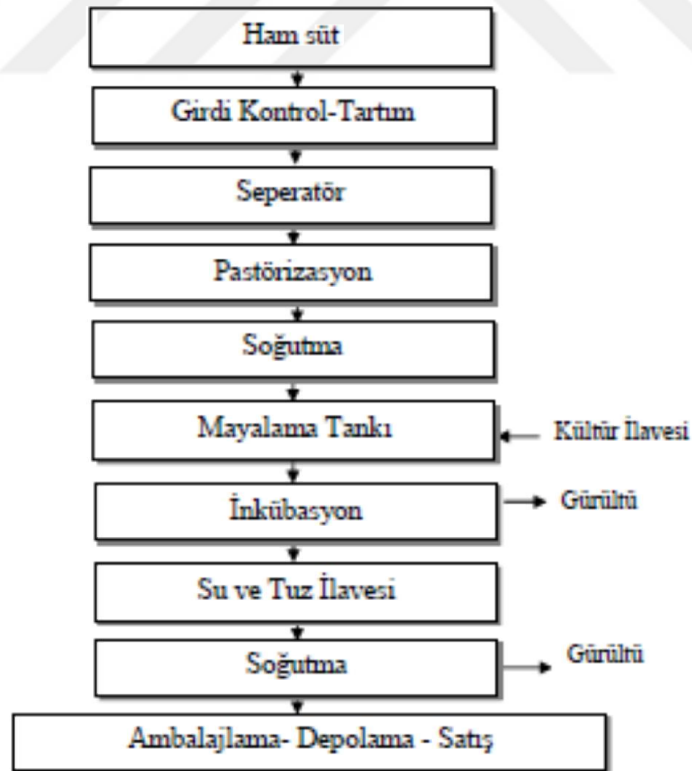 Ham süt
Girdi Kontrol-Tartım
Seperatör
Pastörizasyon
Soğutma
Mayalama Tankı
Kültür İlavesi
İnkübasyon
Gürültü
Su ve Tuz İlavesi
Soğutma
Gürültü
Ambalajlama- Depolama - Satış